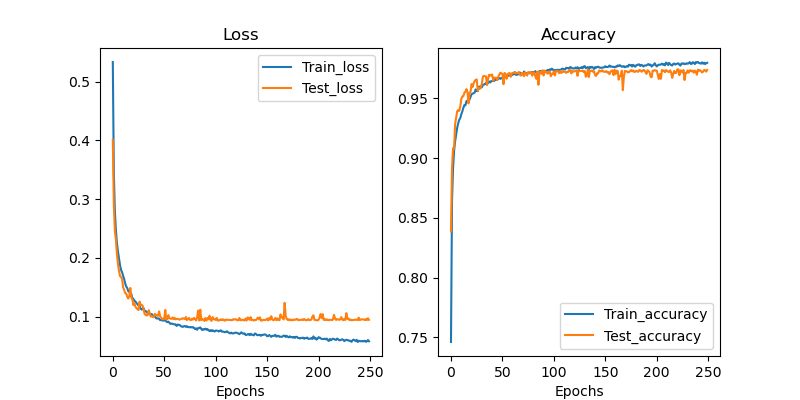 Loss
0.5
0.4
0.3
0.2
0.1
0 50 100 150 200 250
Epochs
Train_loss
Test_loss
Accuracy
0.95
0.90
0.85
0.80
0.75
0 50 100 150 200 250
Epochs
Train_accuracy
Test_accuracy